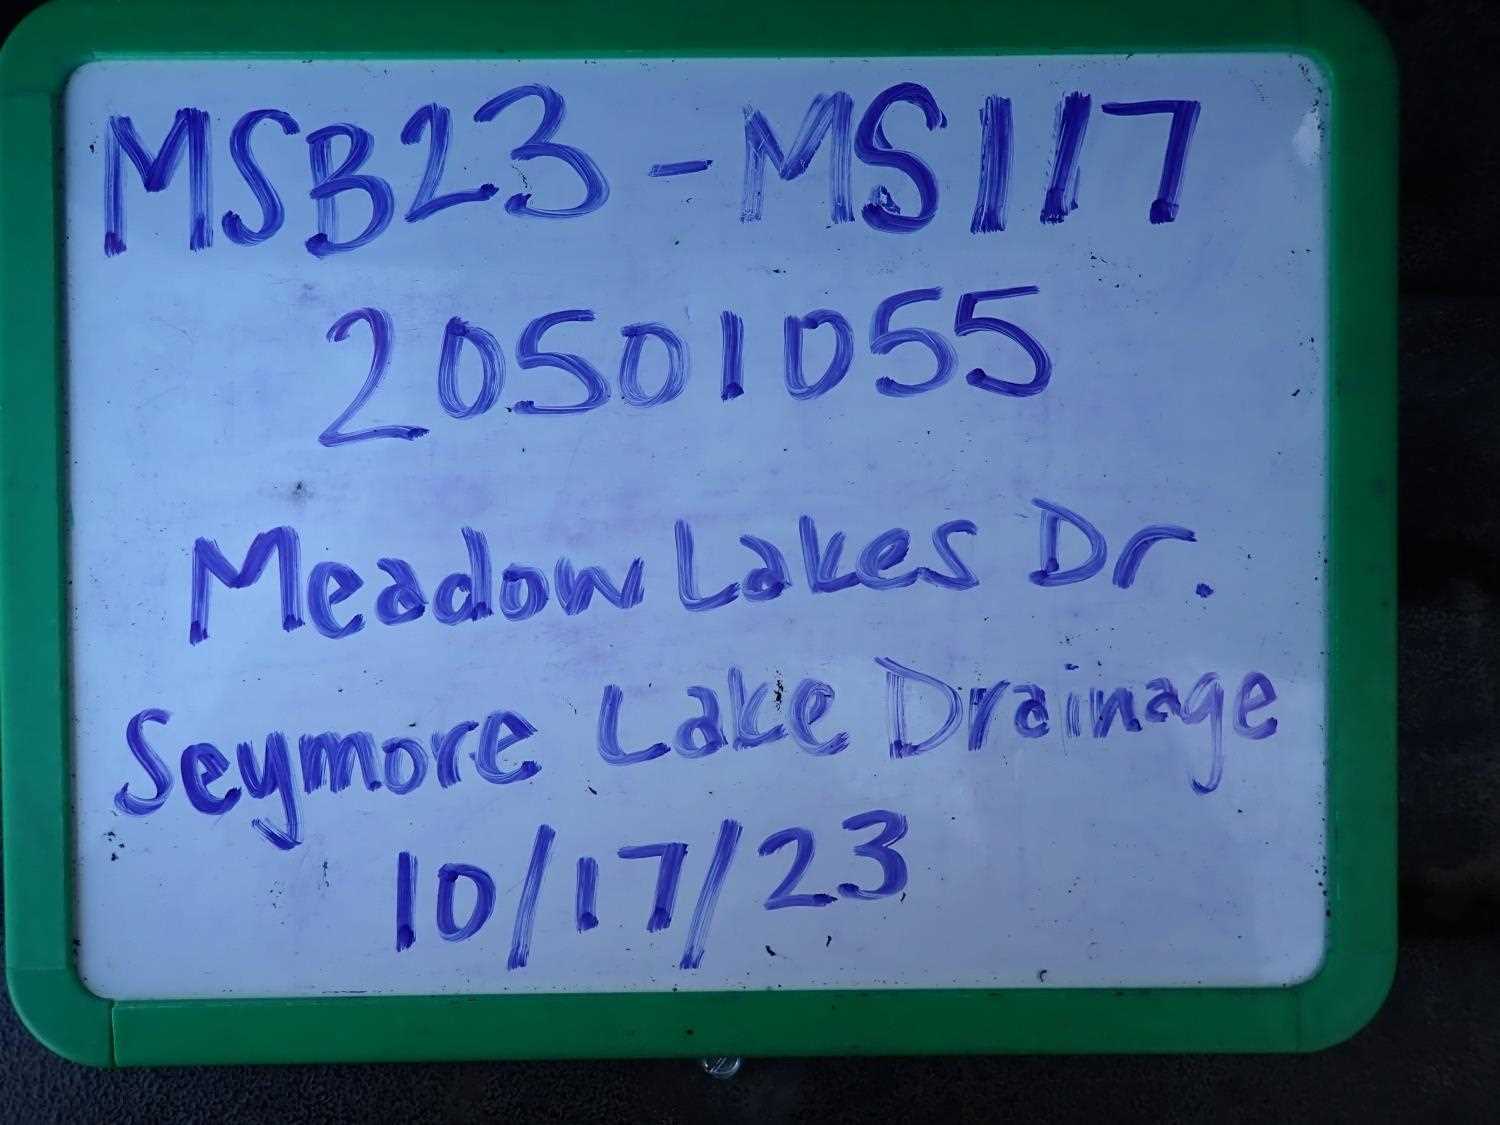 MSB23-MS117
20501055
Meadow Lakes Dr.
Seymore Lake Drainage
10/17/23